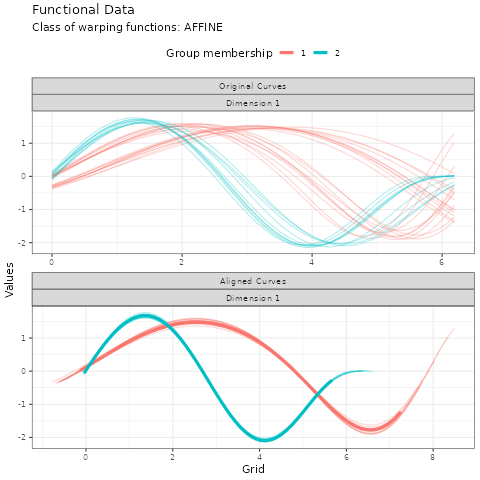 Functional Data
Class of warping functions: AFFINE
Group membership 1 2
Original Curves
Dimension 1
1
0
-1
-2
0 2 4 6
Values
Aligned Curves
Dimension 1
1
0
-1
-2
0 2 4 6 8
Grid